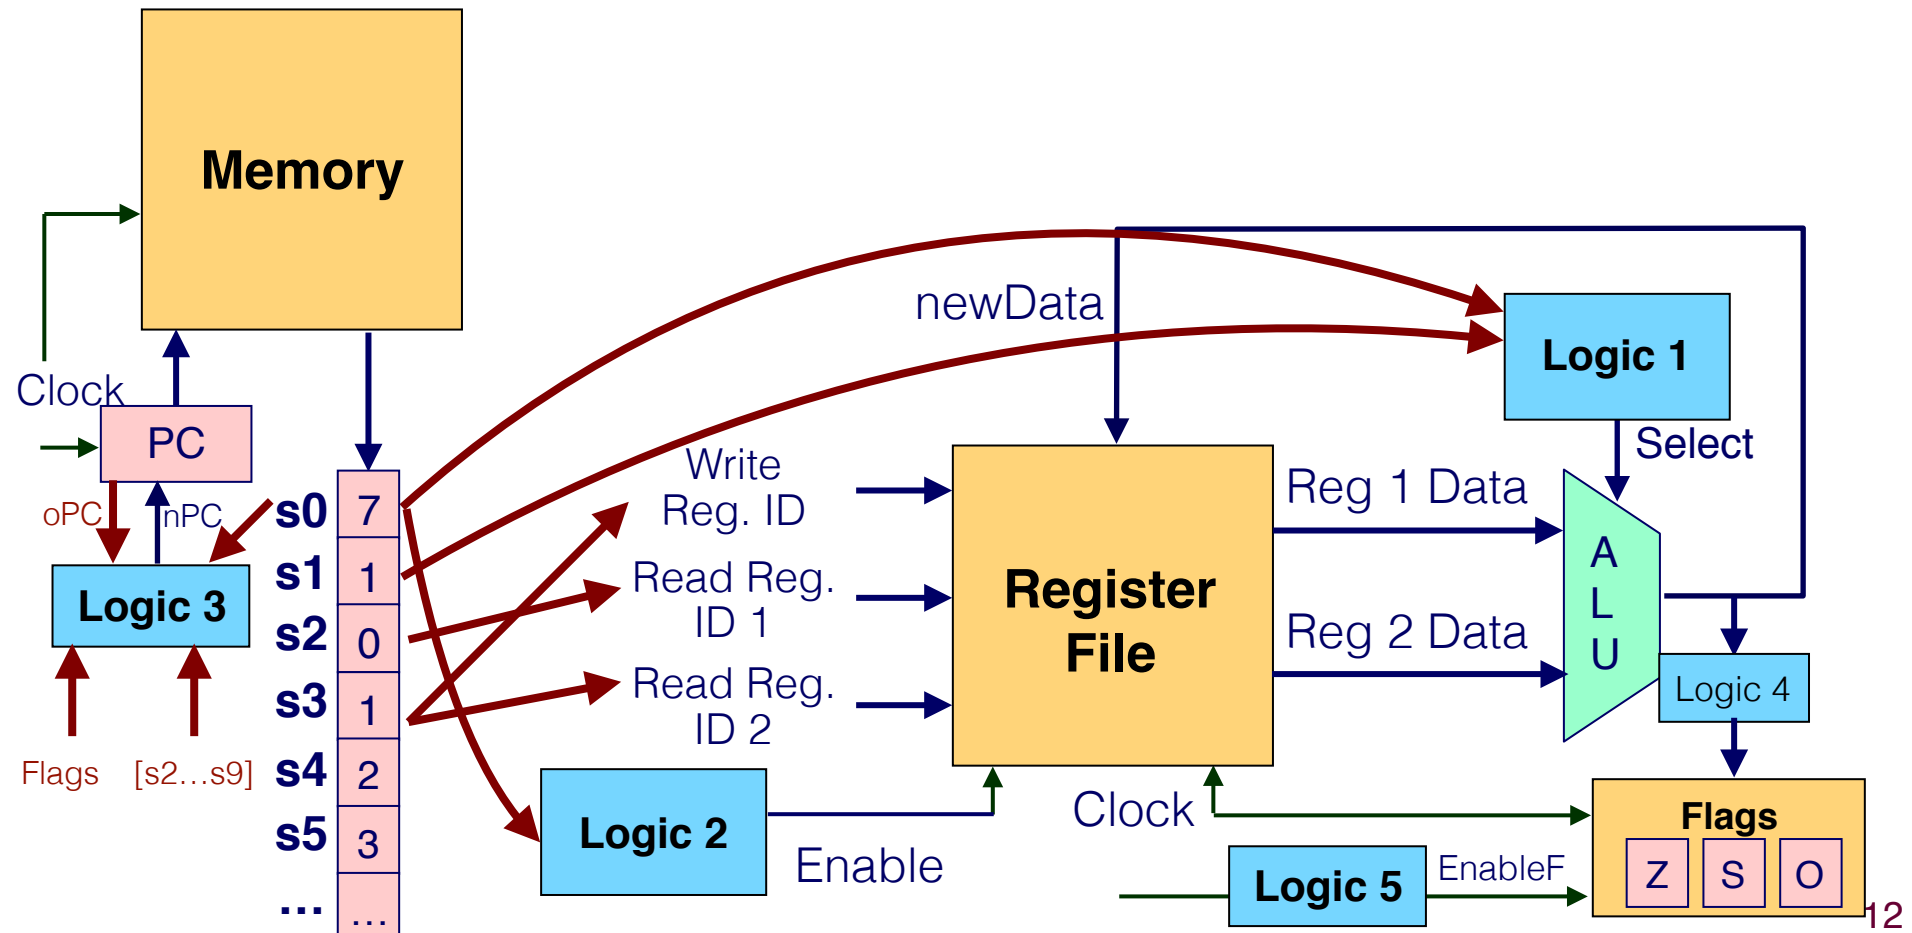 Memory
Clock
PC
oPC
nPC
Logic 3
Flags
[s2...s9]
s0
7
s1
1
s2
0
s3
1
s4
2
s5
3
...
...
Write
Reg. ID
Read Reg.
ID 1
Read Reg.
ID 2
Logic 2
Enable
newData
Register
File
Clock
Reg 1 Data
Reg 2 Data
Logic 1
Select
A
L
U
Logic 4
Logic 5
EnableF
Flags
Z S O
12